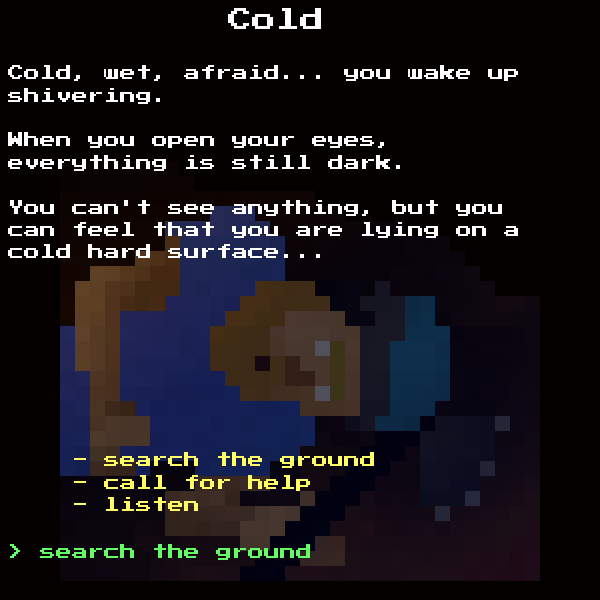 Cold
Cold, wet, afraid... you wake up
shivering.
When you open your eyes,
everything is still dark.
You can't see anything, but you
can feel that you are lying on a
cold hard surface...
- search the ground
- call for help
- listen
> search the ground